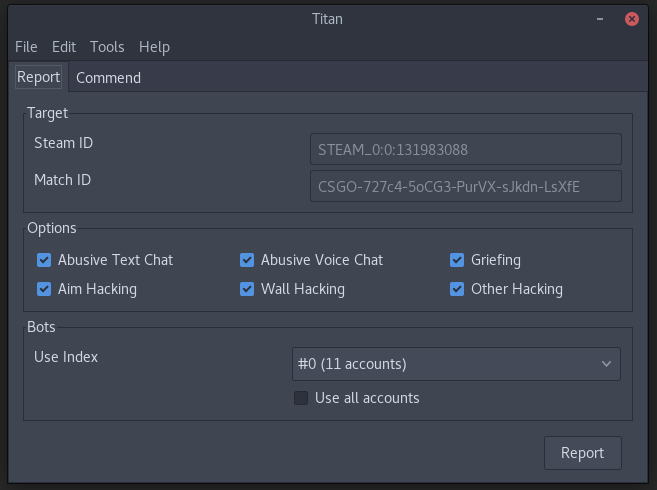 Titan
File Edit Tools Help
Report Commend
Target
Steam ID STEAM_0:0:131983088
Match ID CSGO-727c4-5oCG3-PurVX-sJkdn-LsXfE
Options
Abusive Text Chat Abusive Voice Chat Griefing
Aim Hacking Wall Hacking Other Hacking
Bots
Use Index #0 (11 accounts)
Use all accounts
Report